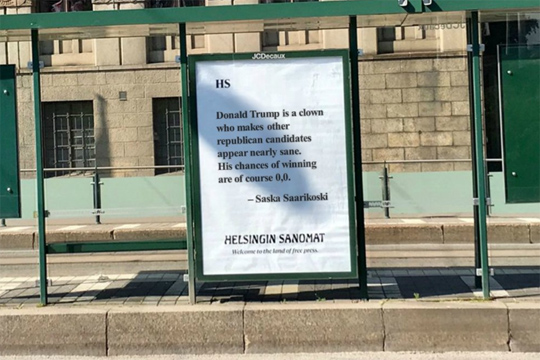 JCDecaux
HS
Donald Trump is a clown
who makes other
republican candidates
appear nearly sane.
His chances of winning
are of course 0,0.
– Saska Saarikoski
HELSINGIN SANOMAT
Welcome to the land of free press.